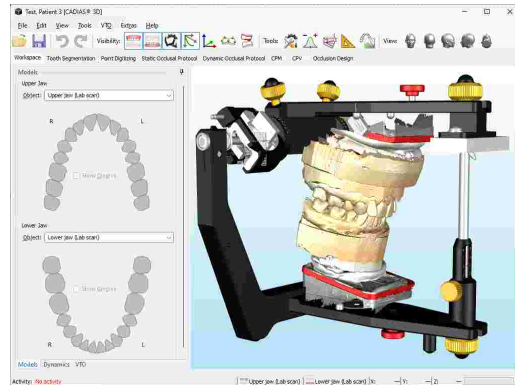 Test, Patient 3 [CADIAS® 3D]
File Edit View Tools VTO Extras Help
Visibility: Tools: View:
Workspace Tooth Segmentation Point Digitizing Static Occlusal Protocol Dynamic Occlusal Protocol CPM CPV Occlusion Design
Models
Upper Jaw
Object: Upper jaw (Lab scan)
R L
Show Gingiva
Lower Jaw
Object: Lower jaw (Lab scan)
Show Gingiva
R L
Models Dynamics VTO
Activity: No activity Upper jaw (Lab scan) Lower jaw (Lab scan) X: - Y: - Z: -